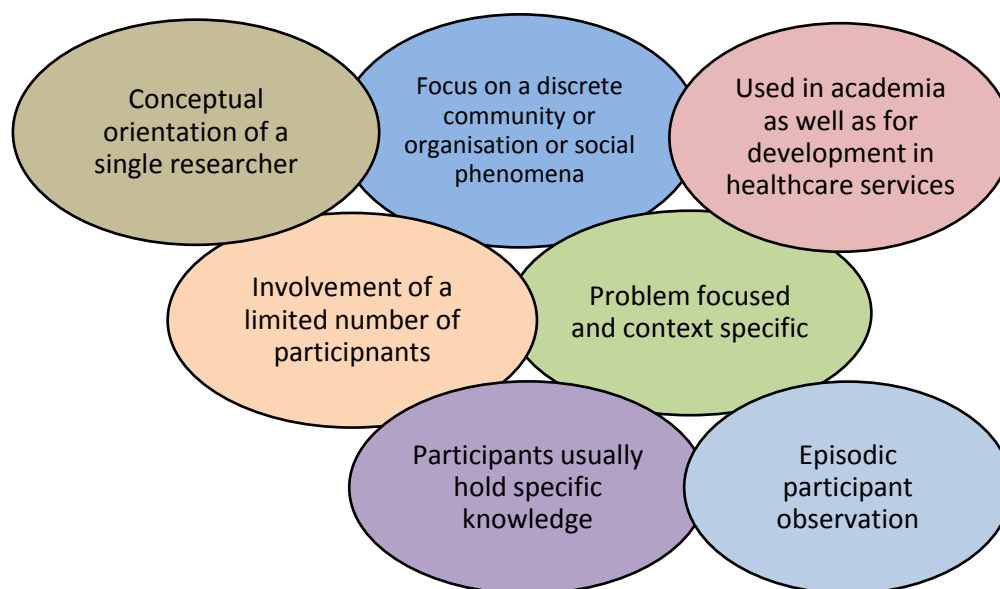 Conceptual
orientation of a
single researcher
Focus on a discrete
community or
organisation or social
phenomena
Used in academia
as well as for
development in
healthcare services
Involvement of a
limited number of
participnants
Problem focused
and context specific
Participants usually
hold specific
knowledge
Episodic
participant
observation